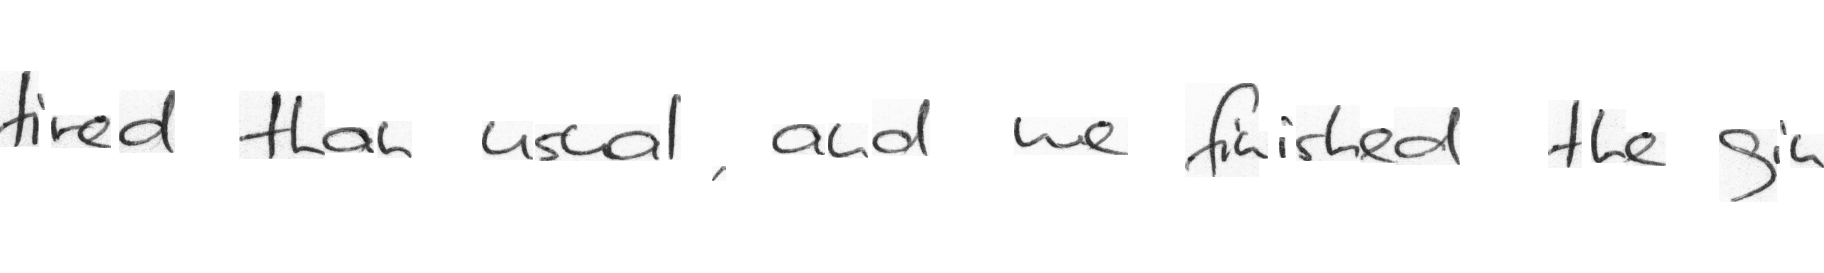 tired than usual, and we finished the gin